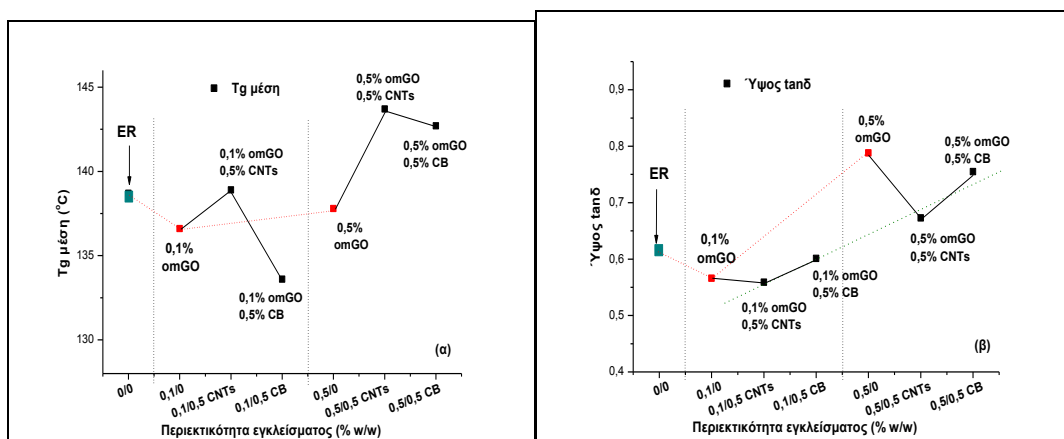 Tg μέση (°C)
145
140
135
130
Tg μέση
ER
0,1% omGO
0,5% CNTs
0,1%
omGO
0,1% omGO
0,5% CB
0,5% omGO
0,5% CNTs
0,5% omGO
0,5% CB
0,5%
omGO
(α)
0/0
0,1/0
0,1/0,5 CNTs
0,1/0,5 CB
0,5/0
0,5/0,5 CNTs
0,5/0,5 CB
Περιεκτικότητα εγκλείσματος (% w/w)
Ύψος tanδ
0,9
0,8
0,7
0,6
0,5
0,4
Ύψος tanδ
ER
0,1%
omGO
0,1% omGO
0,5% CNTs
0,1% omGO
0,5% CB
0,5%
omGO
0,5% omGO
0,5% CNTs
0,5% omGO
0,5% CB
(β)
0/0
0,1/0
0,1/0,5 CNTs
0,1/0,5 CB
0,5/0
0,5/0,5 CNTs
0,5/0,5 CB
Περιεκτικότητα εγκλείσματος (% w/w)